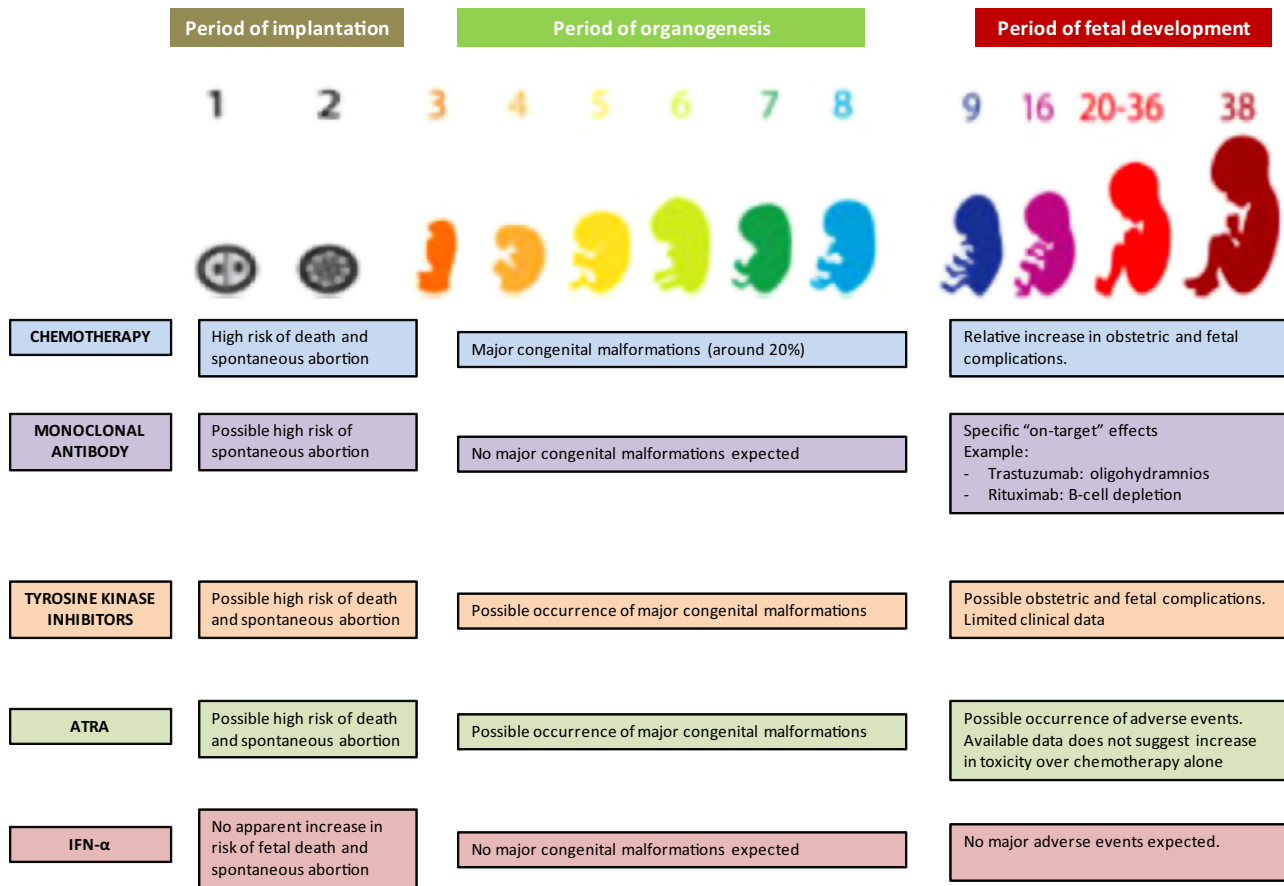 Period of implantation
Period of organogenesis
Period of fetal development
1
2
3
4
5
6
7
8
9
16
20-36
38
CHEMOTHERAPY
High risk of death and
spontaneous abortion
Major congenital malformations (around 20%)
Relative increase in obstetric and fetal
complications.
MONOCLONAL
ANTIBODY
Possible high risk of
spontaneous abortion
No major congenital malformations expected
Specific “on-target” effects
Example:
- Trastuzumab: oligohydramnios
- Rituximab: B-cell depletion
TYROSINE KINASE
INHIBITORS
Possible high risk of death
and spontaneous abortion
Possible occurrence of major congenital malformations
Possible obstetric and fetal complications.
Limited clinical data
ATRA
Possible high risk of death
and spontaneous abortion
Possible occurrence of major congenital malformations
Possible occurrence of adverse events.
Available data does not suggest increase
in toxicity over chemotherapy alone
IFN-α
No apparent increase in
risk of fetal death and
spontaneous abortion
No major congenital malformations expected
No major adverse events expected.